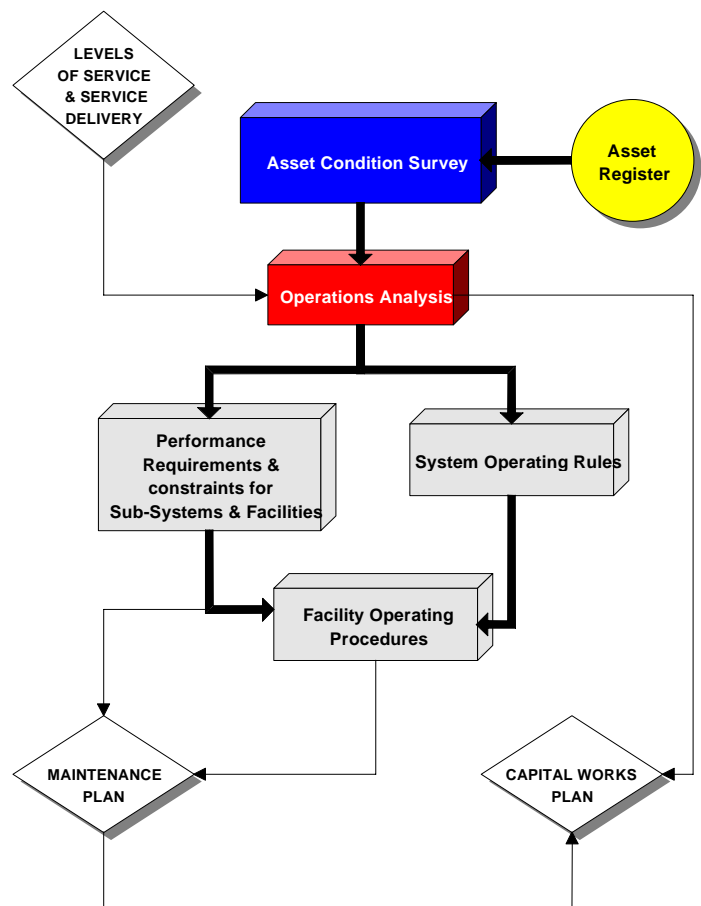 LEVELS
OF SERVICE
& SERVICE
DELIVERY
Asset Condition Survey
Asset
Register
Operations Analysis
Performance
Requirements &
constraints for
Sub-Systems & Facilities
System Operating Rules
Facility Operating
Procedures
MAINTENANCE
PLAN
CAPITAL WORKS
PLAN